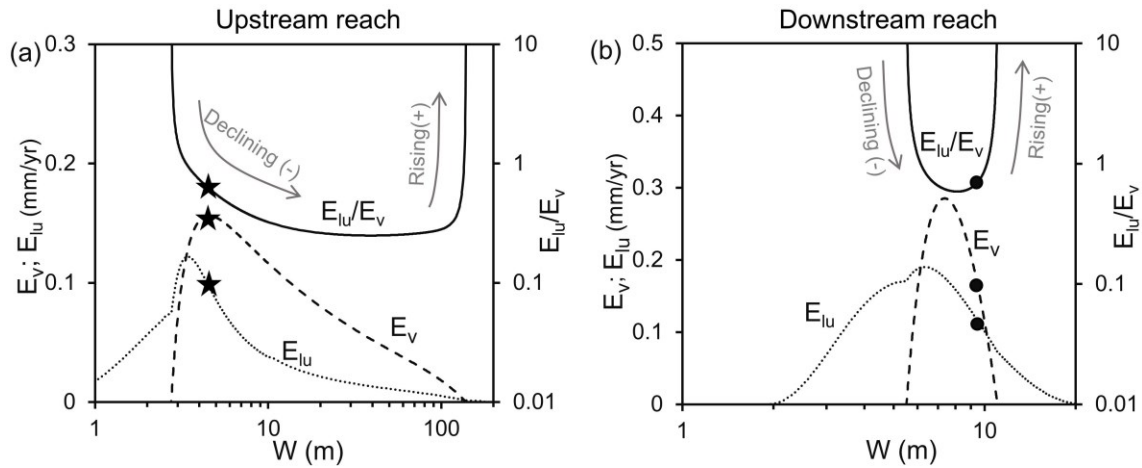 Upstream reach
(a)
0.3
0.2
0.1
0
E_v; E_lu (mm/yr)
10
1
0.1
0.01
E_lu/E_v
Declining (-)
Rising(+)
E_lu/E_v
E_v
E_lu
1
10
100
W (m)
Downstream reach
(b)
0.5
0.4
0.3
0.2
0.1
0
E_v; E_lu (mm/yr)
10
1
0.1
0.01
E_lu/E_v
Declining (-)
Rising(+)
E_lu/E_v
E_v
E_lu
1
10
W (m)